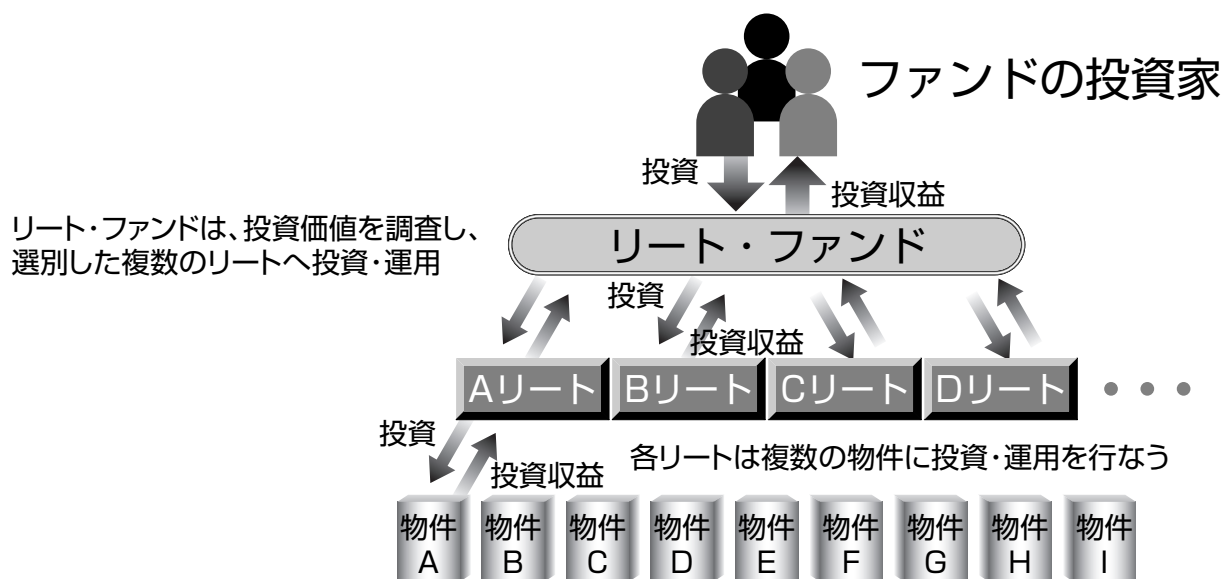 ファンドの投資家
投資
投資収益
リート・ファンドは、投資価値を調査し、
選別した複数のリートへ投資・運用
リート・ファンド
投資
投資収益
Aリート
Bリート
Cリート
Dリート
・・・
投資
投資収益
各リートは複数の物件に投資・運用を行なう
物件
A
物件
B
物件
C
物件
D
物件
E
物件
F
物件
G
物件
H
物件
I